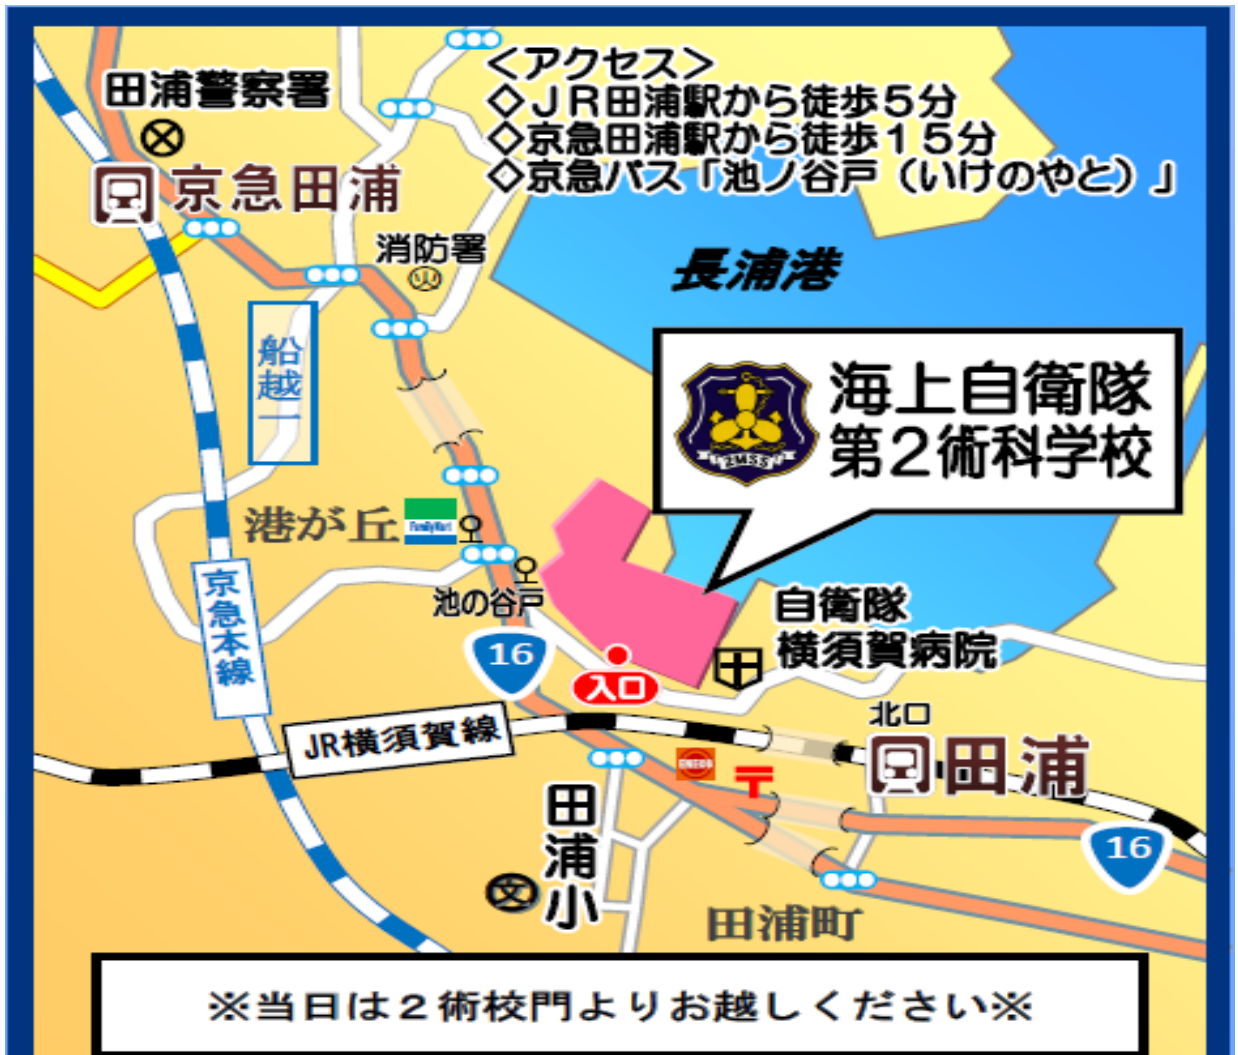 ＜アクセス＞
◇ＪＲ田浦駅から徒歩５分
◇京急田浦駅から徒歩１５分
◇京急バス「池ノ谷戸（いけのやと）」
田浦警察署
京急田浦
消防署
長浦港
船越一
海上自衛隊
第２術科学校
2MSS
港が丘
FamilyMart
池の谷戸
京急本線
自衛隊
横須賀病院
16
入口
北口
JR横須賀線
ENEOS
田浦
田浦小
文
16
田浦町
※当日は２術校門よりお越しください※